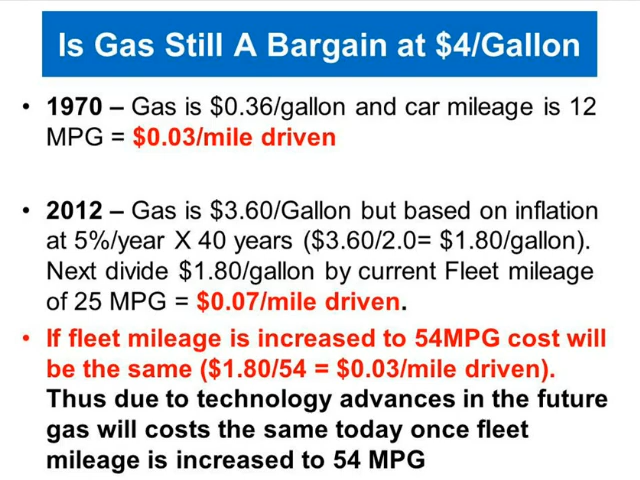 Is Gas Still A Bargain at $4/Gallon
• 1970 – Gas is $0.36/gallon and car mileage is 12
MPG = $0.03/mile driven
• 2012 – Gas is $3.60/Gallon but based on inflation
at 5%/year X 40 years ($3.60/2.0= $1.80/gallon).
Next divide $1.80/gallon by current Fleet mileage
of 25 MPG = $0.07/mile driven.
• If fleet mileage is increased to 54MPG cost will
be the same ($1.80/54 = $0.03/mile driven).
Thus due to technology advances in the future
gas will costs the same today once fleet
mileage is increased to 54 MPG